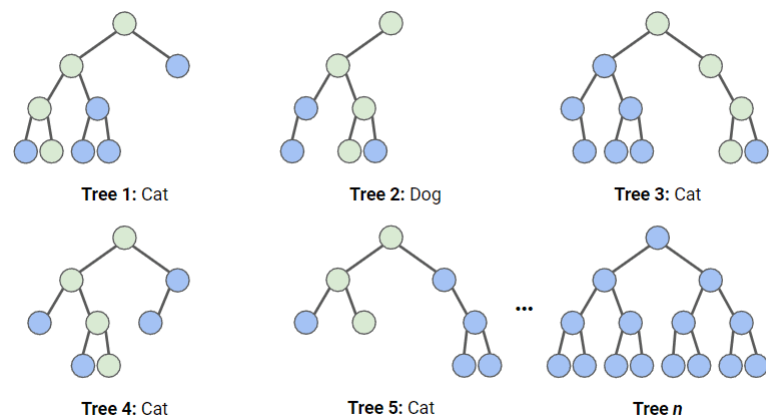 Tree 1: Cat
Tree 2: Dog
Tree 3: Cat
...
Tree 4: Cat
Tree 5: Cat
Tree n